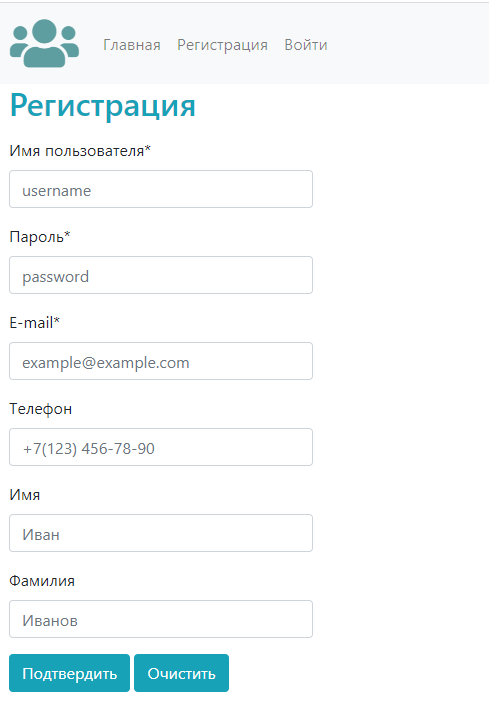 Главная Регистрация Войти
Регистрация
Имя пользователя*
username
Пароль*
password
E-mail*
example@example.com
Телефон
+7(123) 456-78-90
Имя
Иван
Фамилия
Иванов
Подтвердить Очистить